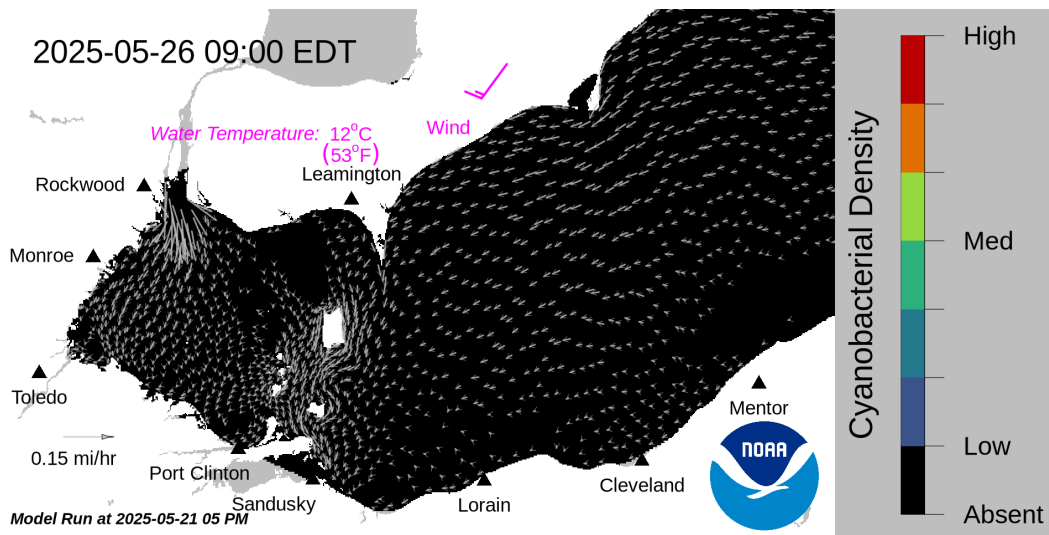 2025-05-26 09:00 EDT
Wind
Water Temperature: 12°C
(53°F)
Leamington
Rockwood
Monroe
Toledo
0.15 mi/hr
Port Clinton
Sandusky
Lorain
Cleveland
Mentor
NOAA
Model Run at 2025-05-21 05 PM
Cyanobacterial Density
High
Med
Low
Absent